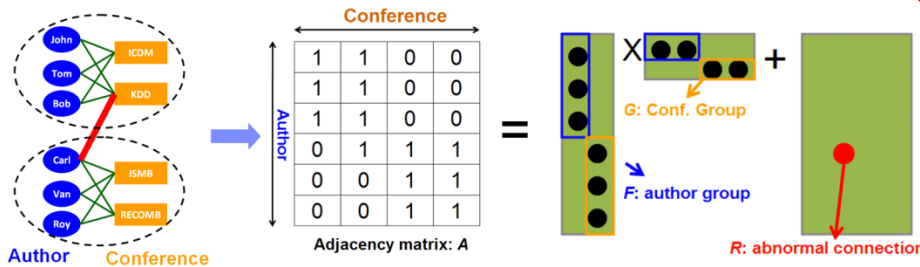 John
Tom
Bob
ICDM
KDD
Carl
Van
Roy
ISMB
RECOMB
Author
Conference
Conference
Author
1 1 0 0
1 1 0 0
1 1 0 0
0 1 1 1
0 0 1 1
0 0 1 1
Adjacency matrix: A
=
X
+
G: Conf. Group
F: author group
R: abnormal connection